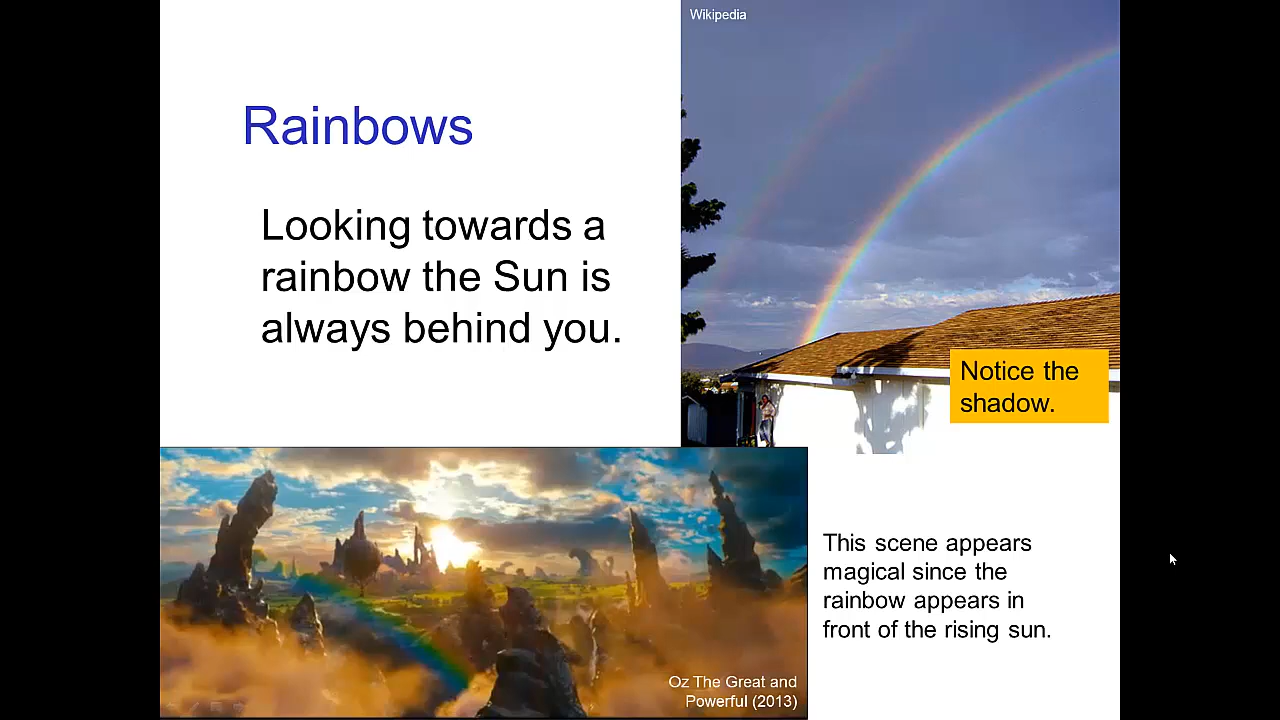 Wikipedia
Rainbows
Looking towards a
rainbow the Sun is
always behind you.
Notice the
shadow.
This scene appears
magical since the
rainbow appears in
front of the rising sun.
Oz The Great and
Powerful (2013)